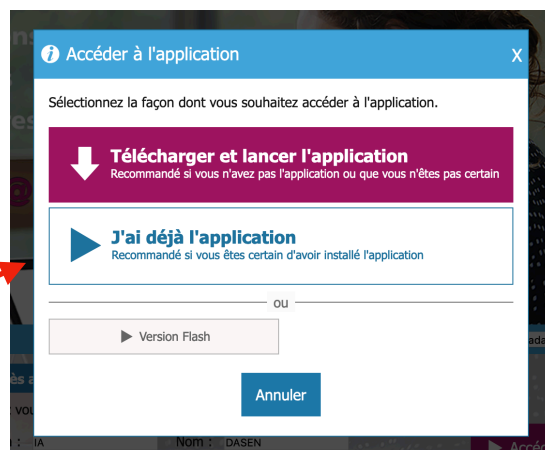 Accéder à l'application
X
Sélectionnez la façon dont vous souhaitez accéder à l'application.
Télécharger et lancer l'application
Recommandé si vous n'avez pas l'application ou que vous n'êtes pas certain
J'ai déjà l'application
Recommandé si vous êtes certain d'avoir installé l'application
ou
Version Flash
Annuler
IA
Nom : DASEN
Accéd